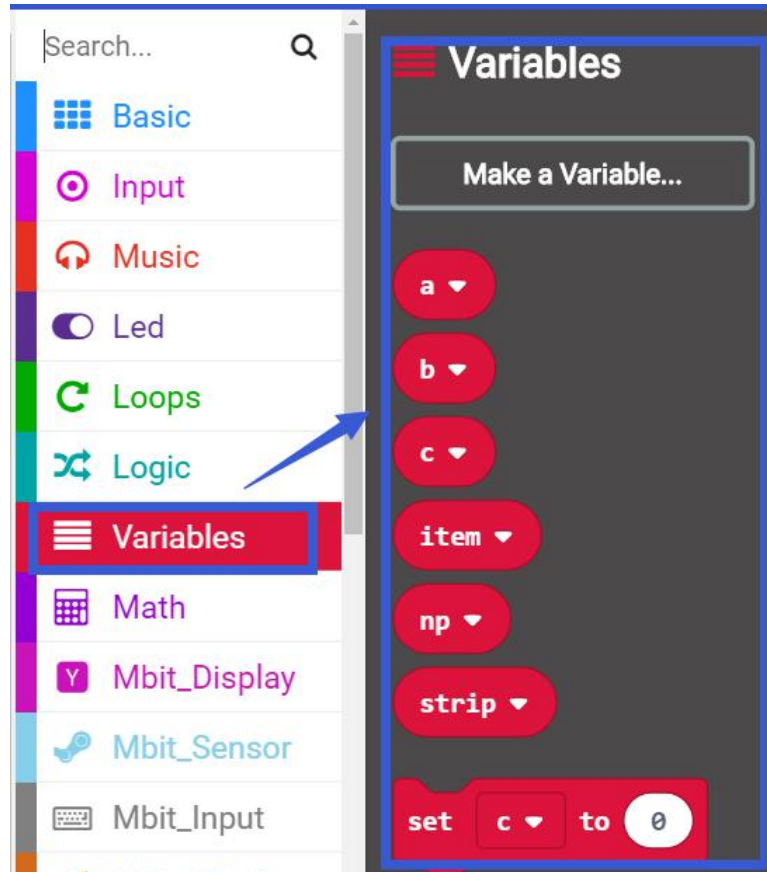 Search...
Basic
Input
Music
Led
Loops
Logic
Variables
Math
Y Mbit_Display
Mbit_Sensor
Mbit_Input
Variables
Make a Variable...
a
b
c
item
np
strip
set c to 0